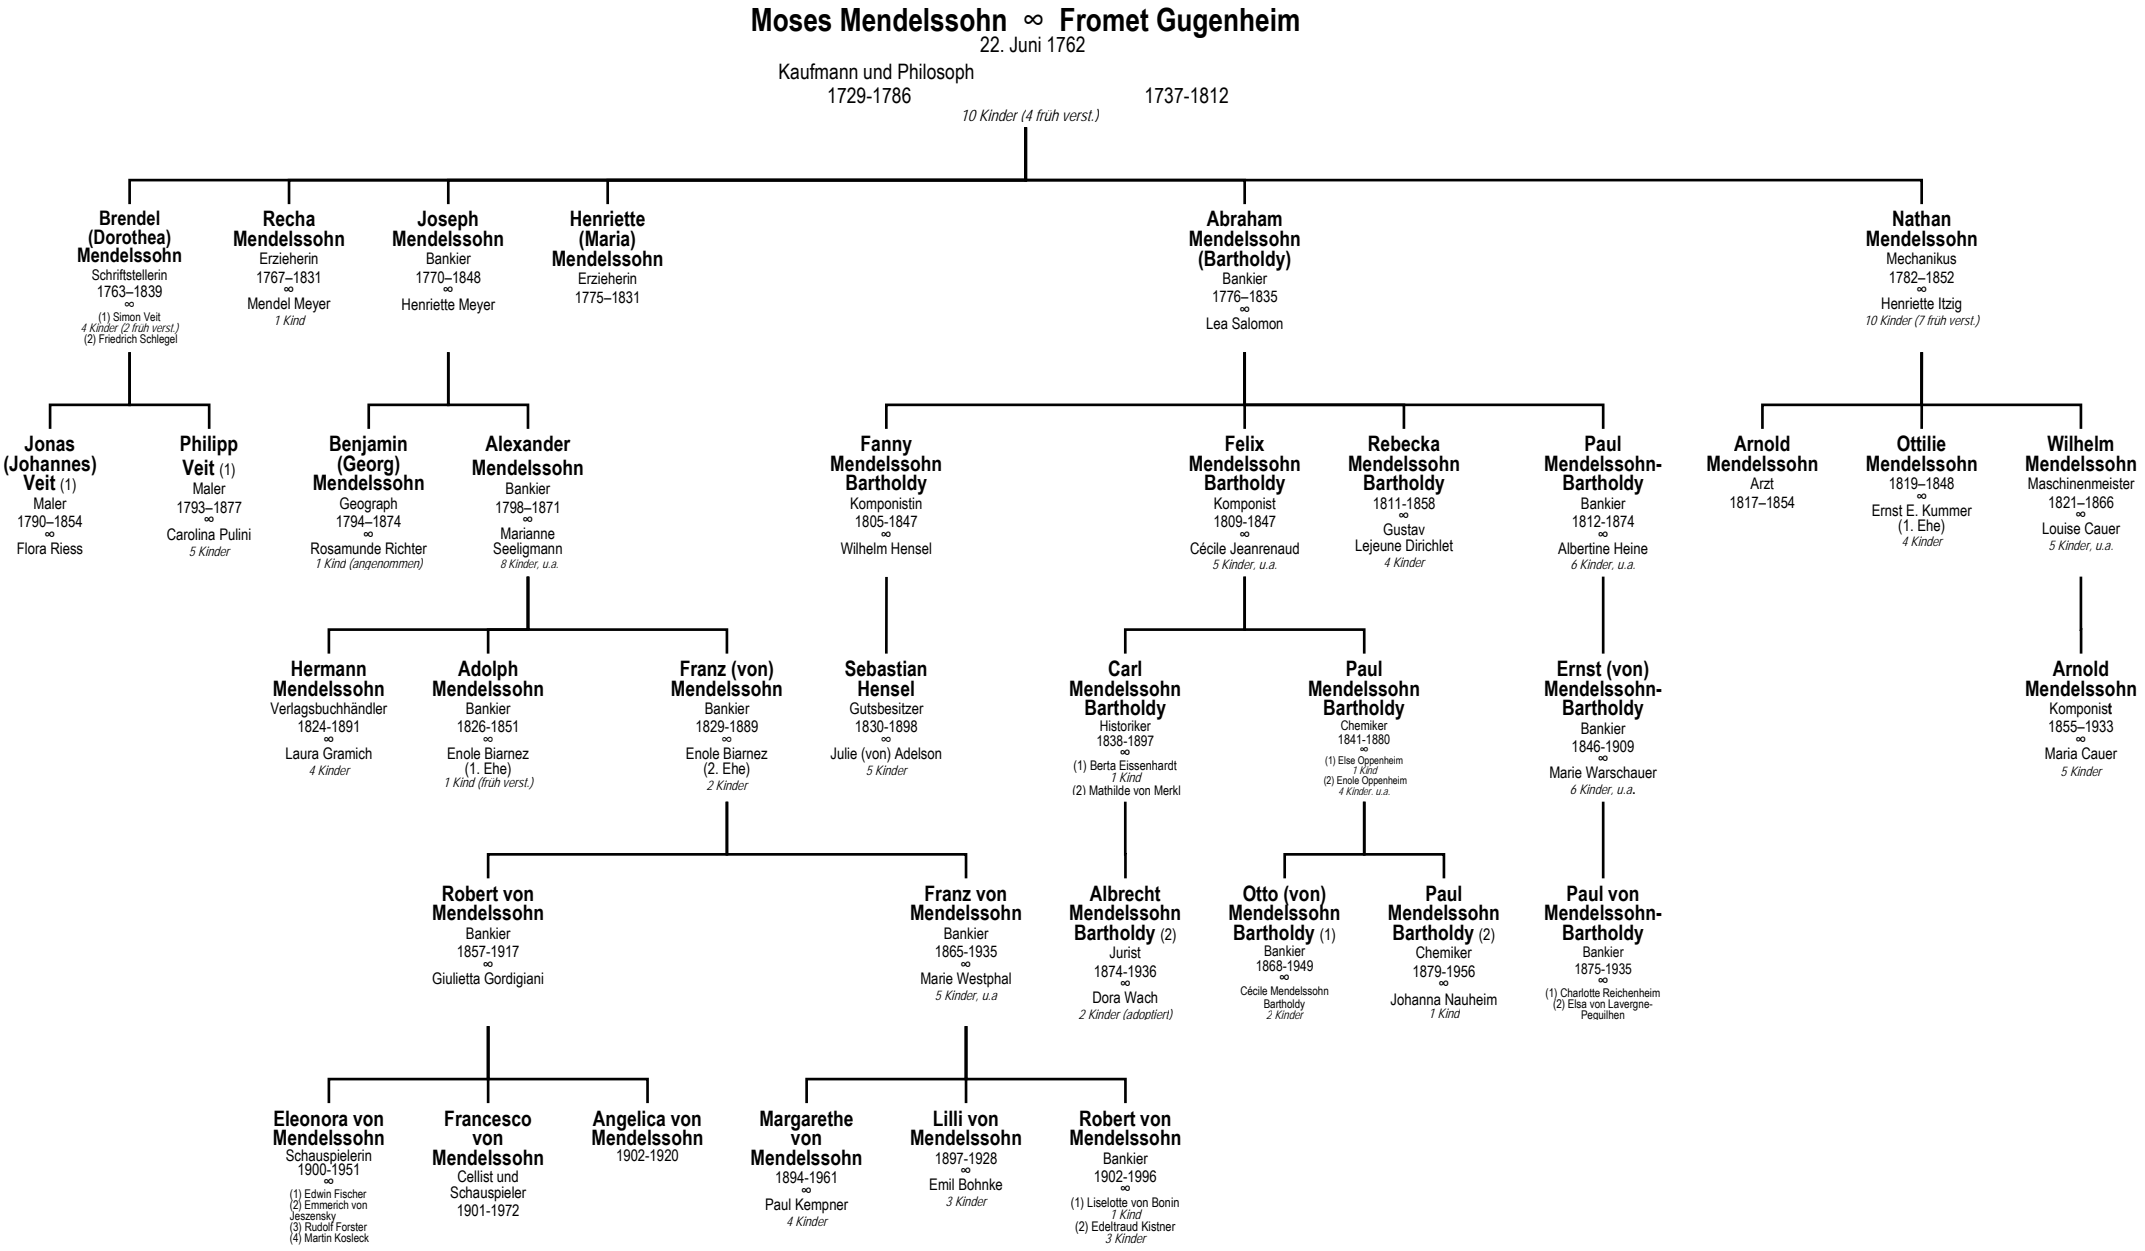 Moses Mendelssohn ∞ Fromet Gugenheim
22. Juni 1762
Kaufmann und Philosoph
1729-1786
1737-1812
10 Kinder (4 früh verst.)
Brendel
(Dorothea)
Mendelssohn
Schriftstellerin
1763–1839
∞
(1) Simon Veit
4 Kinder (2 früh verst.)
(2) Friedrich Schlegel
Recha
Mendelssohn
Erzieherin
1767–1831
∞
Mendel Meyer
1 Kind
Joseph
Mendelssohn
Bankier
1770–1848
∞
Henriette Meyer
Henriette
(Maria)
Mendelssohn
Erzieherin
1775–1831
Abraham
Mendelssohn
(Bartholdy)
Bankier
1776–1835
∞
Lea Salomon
Nathan
Mendelssohn
Mechanikus
1782–1852
∞
Henriette Itzig
10 Kinder (7 früh verst.)
Jonas
(Johannes)
Veit (1)
Maler
1790–1854
∞
Flora Riess
Philipp
Veit (1)
Maler
1793–1877
∞
Carolina Pulini
5 Kinder
Benjamin
(Georg)
Mendelssohn
Geograph
1794–1874
∞
Rosamunde Richter
1 Kind (angenommen)
Alexander
Mendelssohn
Bankier
1798–1871
∞
Marianne
Seeligmann
8 Kinder, u.a.
Fanny
Mendelssohn
Bartholdy
Komponistin
1805-1847
∞
Wilhelm Hensel
Felix
Mendelssohn
Bartholdy
Komponist
1809-1847
∞
Cécile Jeanrenaud
5 Kinder, u.a.
Rebecka
Mendelssohn
Bartholdy
1811-1858
∞
Gustav
Lejeune Dirichlet
4 Kinder
Paul
Mendelssohn-
Bartholdy
Bankier
1812-1874
∞
Albertine Heine
6 Kinder, u.a.
Arnold
Mendelssohn
Arzt
1817–1854
Ottilie
Mendelssohn
1819–1848
∞
Ernst E. Kummer
(1. Ehe)
4 Kinder
Wilhelm
Mendelssohn
Maschinenmeister
1821–1866
∞
Louise Cauer
5 Kinder, u.a.
Hermann
Mendelssohn
Verlagsbuchhändler
1824-1891
∞
Laura Gramich
4 Kinder
Adolph
Mendelssohn
Bankier
1826-1851
∞
Enole Biarnez
(1. Ehe)
1 Kind (früh verst.)
Franz (von)
Mendelssohn
Bankier
1829-1889
∞
Enole Biarnez
(2. Ehe)
2 Kinder
Sebastian
Hensel
Gutsbesitzer
1830-1898
∞
Julie (von) Adelson
5 Kinder
Carl
Mendelssohn
Bartholdy
Historiker
1838-1897
∞
(1) Berta Eissenhardt
1 Kind
(2) Mathilde von Merkl
Paul
Mendelssohn
Bartholdy
Chemiker
1841-1880
∞
(1) Else Oppenheim
1 Kind
(2) Enole Oppenheim
4 Kinder. u.a.
Ernst (von)
Mendelssohn-
Bartholdy
Bankier
1846-1909
∞
Marie Warschauer
6 Kinder, u.a.
Arnold
Mendelssohn
Komponist
1855–1933
∞
Maria Cauer
5 Kinder
Robert von
Mendelssohn
Bankier
1857-1917
∞
Giulietta Gordigiani
Franz von
Mendelssohn
Bankier
1865-1935
∞
Marie Westphal
5 Kinder, u.a
Albrecht
Mendelssohn
Bartholdy (2)
Jurist
1874-1936
∞
Dora Wach
2 Kinder (adoptiert)
Otto (von)
Mendelssohn
Bartholdy (1)
Bankier
1868-1949
∞
Cécile Mendelssohn
Bartholdy
2 Kinder
Paul
Mendelssohn
Bartholdy (2)
Chemiker
1879-1956
∞
Johanna Nauheim
1 Kind
Paul von
Mendelssohn-
Bartholdy
Bankier
1875-1935
∞
(1) Charlotte Reichenheim
(2) Elsa von Lavergne-
Peguilhen
Eleonora von
Mendelssohn
Schauspielerin
1900-1951
∞
(1) Edwin Fischer
(2) Emmerich von
Jeszensky
(3) Rudolf Forster
(4) Martin Kosleck
Francesco
von
Mendelssohn
Cellist und
Schauspieler
1901-1972
Angelica von
Mendelssohn
1902-1920
Margarethe
von
Mendelssohn
1894-1961
∞
Paul Kempner
4 Kinder
Lilli von
Mendelssohn
1897-1928
∞
Emil Bohnke
3 Kinder
Robert von
Mendelssohn
Bankier
1902-1996
∞
(1) Liselotte von Bonin
1 Kind
(2) Edeltraud Kistner
3 Kinder